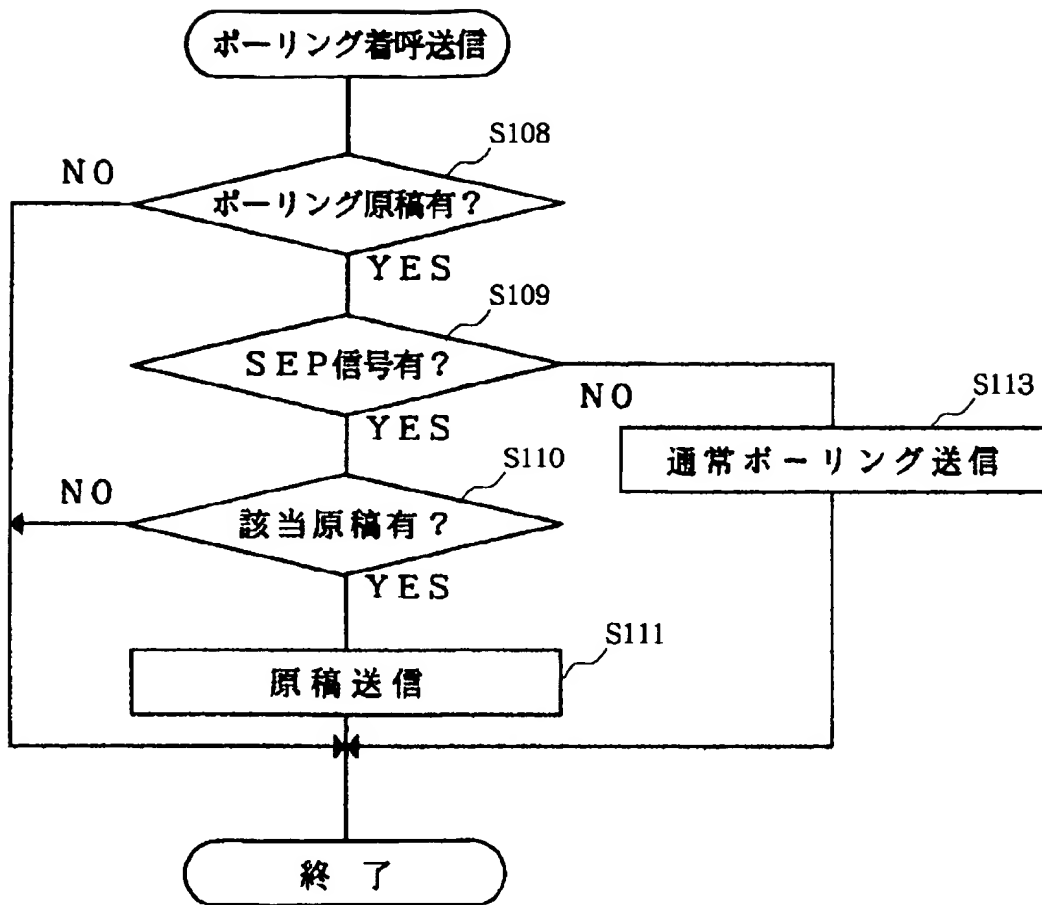 ポーリング着呼送信
S108
NO
ポーリング原稿有?
YES
S109
SEP信号有?
NO
YES
S113
通常ポーリング送信
S110
NO
該当原稿有?
YES
S111
原稿送信
終了